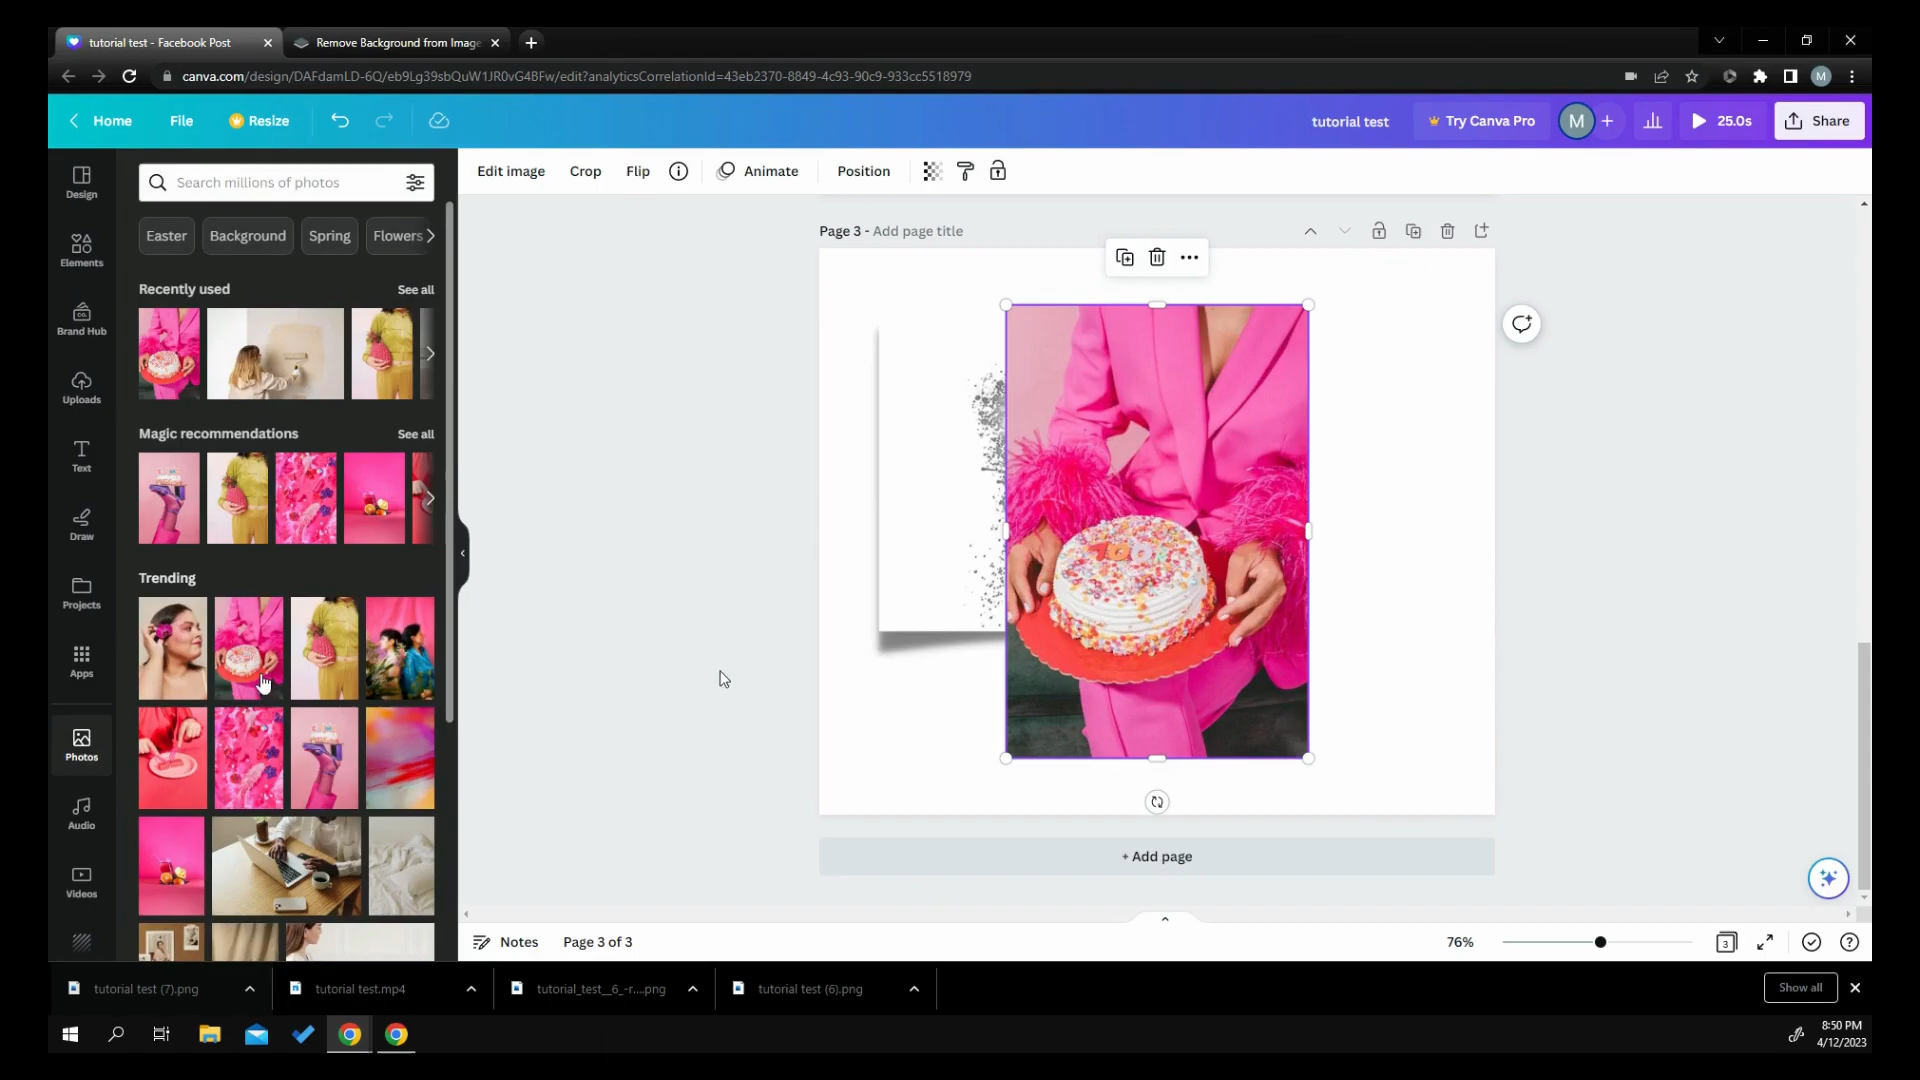 tutorial test - Facebook Post
Remove Background from Image
canva.com/design/DAFdamLD-6Q/eb9Lg39sbQuW1JR0vG4BFw/edit?analyticsCorrelationId=43eb2370-8849-4c93-90c9-933cc5518979
M
Home
File
Resize
tutorial test
Try Canva Pro
M
+
25.0s
Share
Design
Elements
Brand Hub
Uploads
Text
Draw
Projects
Apps
Photos
Audio
Videos
Search millions of photos
Easter
Background
Spring
Flowers
Recently used
See all
Magic recommendations
See all
Trending
Edit image
Crop
Flip
Animate
Position
Page 3 - Add page title
+ Add page
Notes
Page 3 of 3
76%
3
tutorial test (7).png
tutorial test.mp4
tutorial_test__6_-r....png
tutorial test (6).png
Show all
8:50 PM
4/12/2023